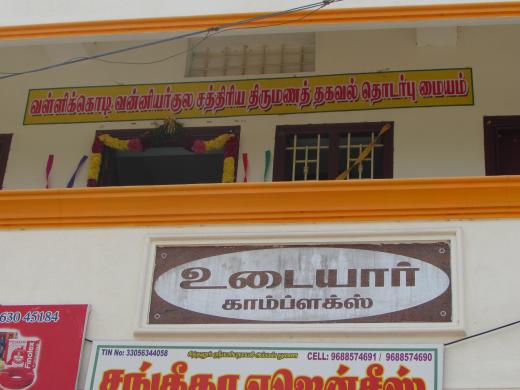 வள்ளிக்கொடி வன்னியர்குல சத்திரிய திருமணத் தகவல் தொடர்பு மையம்
உடையார்
காம்ப்ளக்ஸ்
630 45184
Finolex
TIN No: 33056344058
CELL: 9688574691 / 9688574690
சங்கீதா ஏஜென்சீஸ்